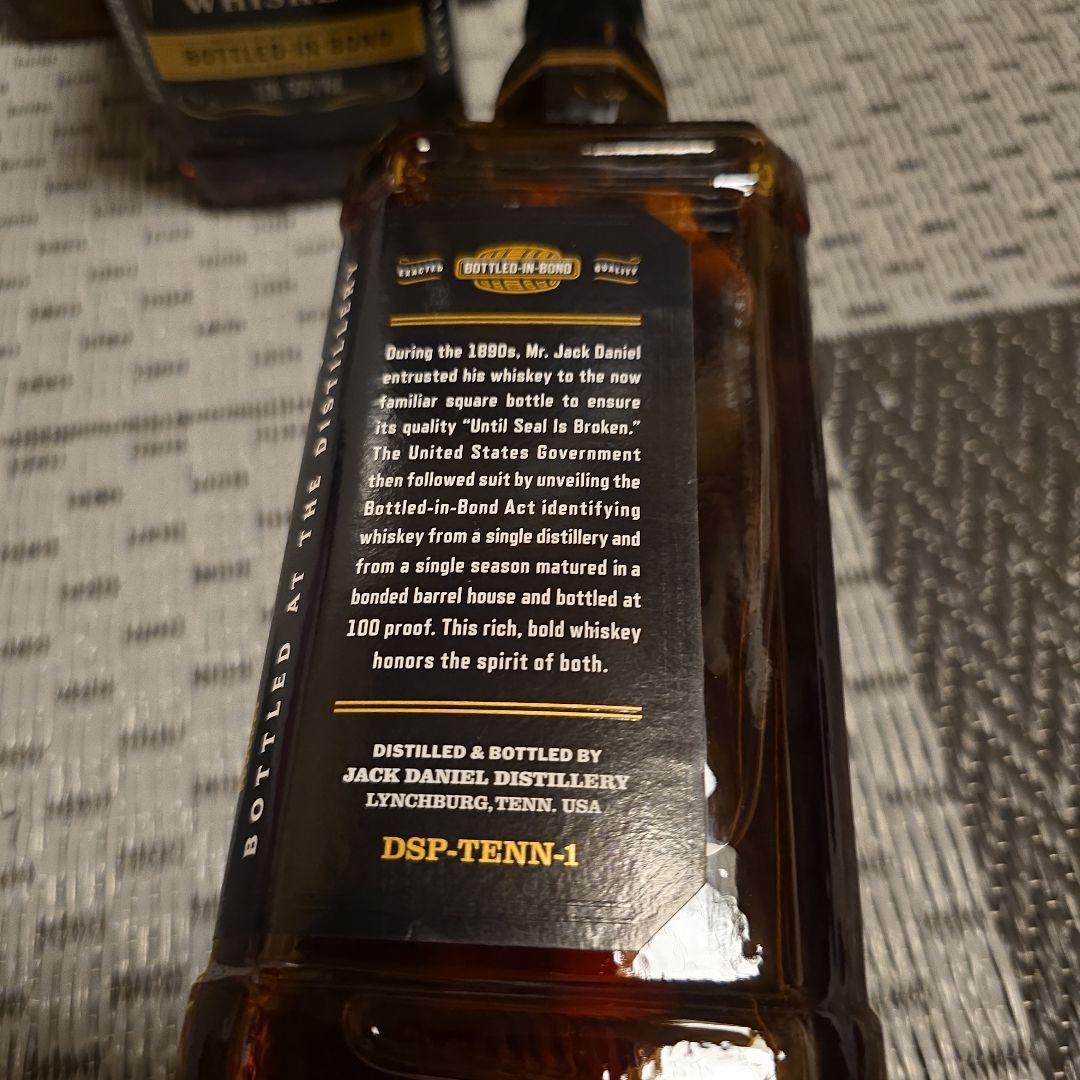 WHISKE
BOTTLED-IN-BOND
EXACTED BOTTLED-IN-BOND QUALITY
During the 1890s, Mr. Jack Daniel
entrusted his whiskey to the now
familiar square bottle to ensure
its quality “Until Seal Is Broken.”
The United States Government
then followed suit by unveiling the
Bottled-in-Bond Act identifying
whiskey from a single distillery and
from a single season matured in a
bonded barrel house and bottled at
100 proof. This rich, bold whiskey
honors the spirit of both.
DISTILLED & BOTTLED BY
JACK DANIEL DISTILLERY
LYNCHBURG, TENN. USA
DSP-TENN-1
BOTTLED AT THE DISTILLERY